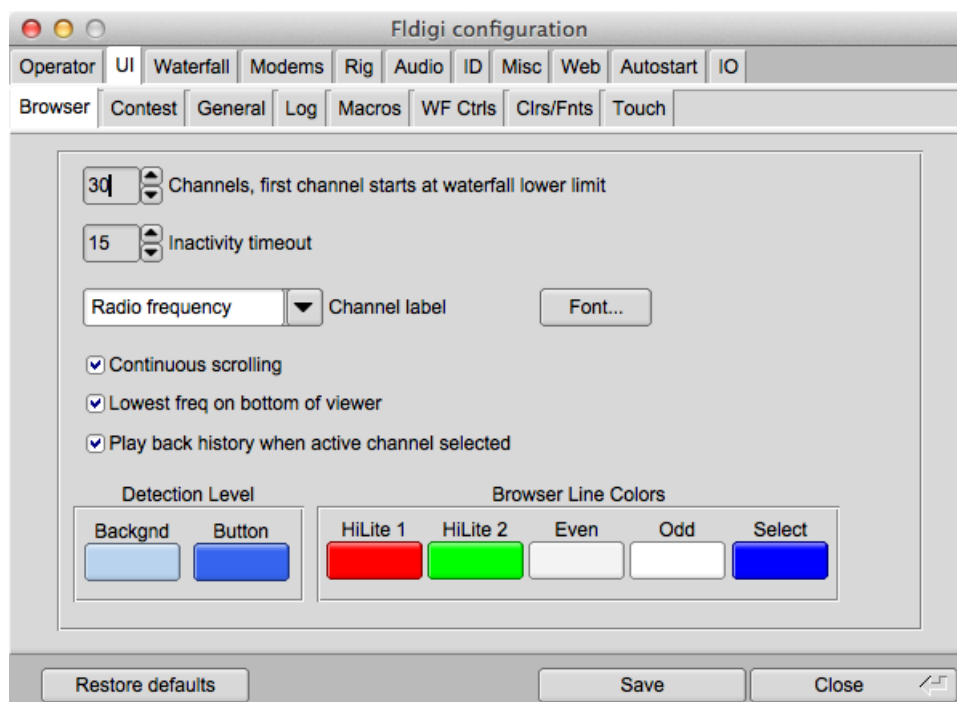 Fldigi configuration
Operator UI Waterfall Modems Rig Audio ID Misc Web Autostart IO
Browser Contest General Log Macros WF Ctrls Clrs/Fnts Touch
30 Channels, first channel starts at waterfall lower limit
15 Inactivity timeout
Radio frequency Channel label Font...
Continuous scrolling
Lowest freq on bottom of viewer
Play back history when active channel selected
Detection Level Browser Line Colors
Backgnd Button HiLite 1 HiLite 2 Even Odd Select
Restore defaults Save Close